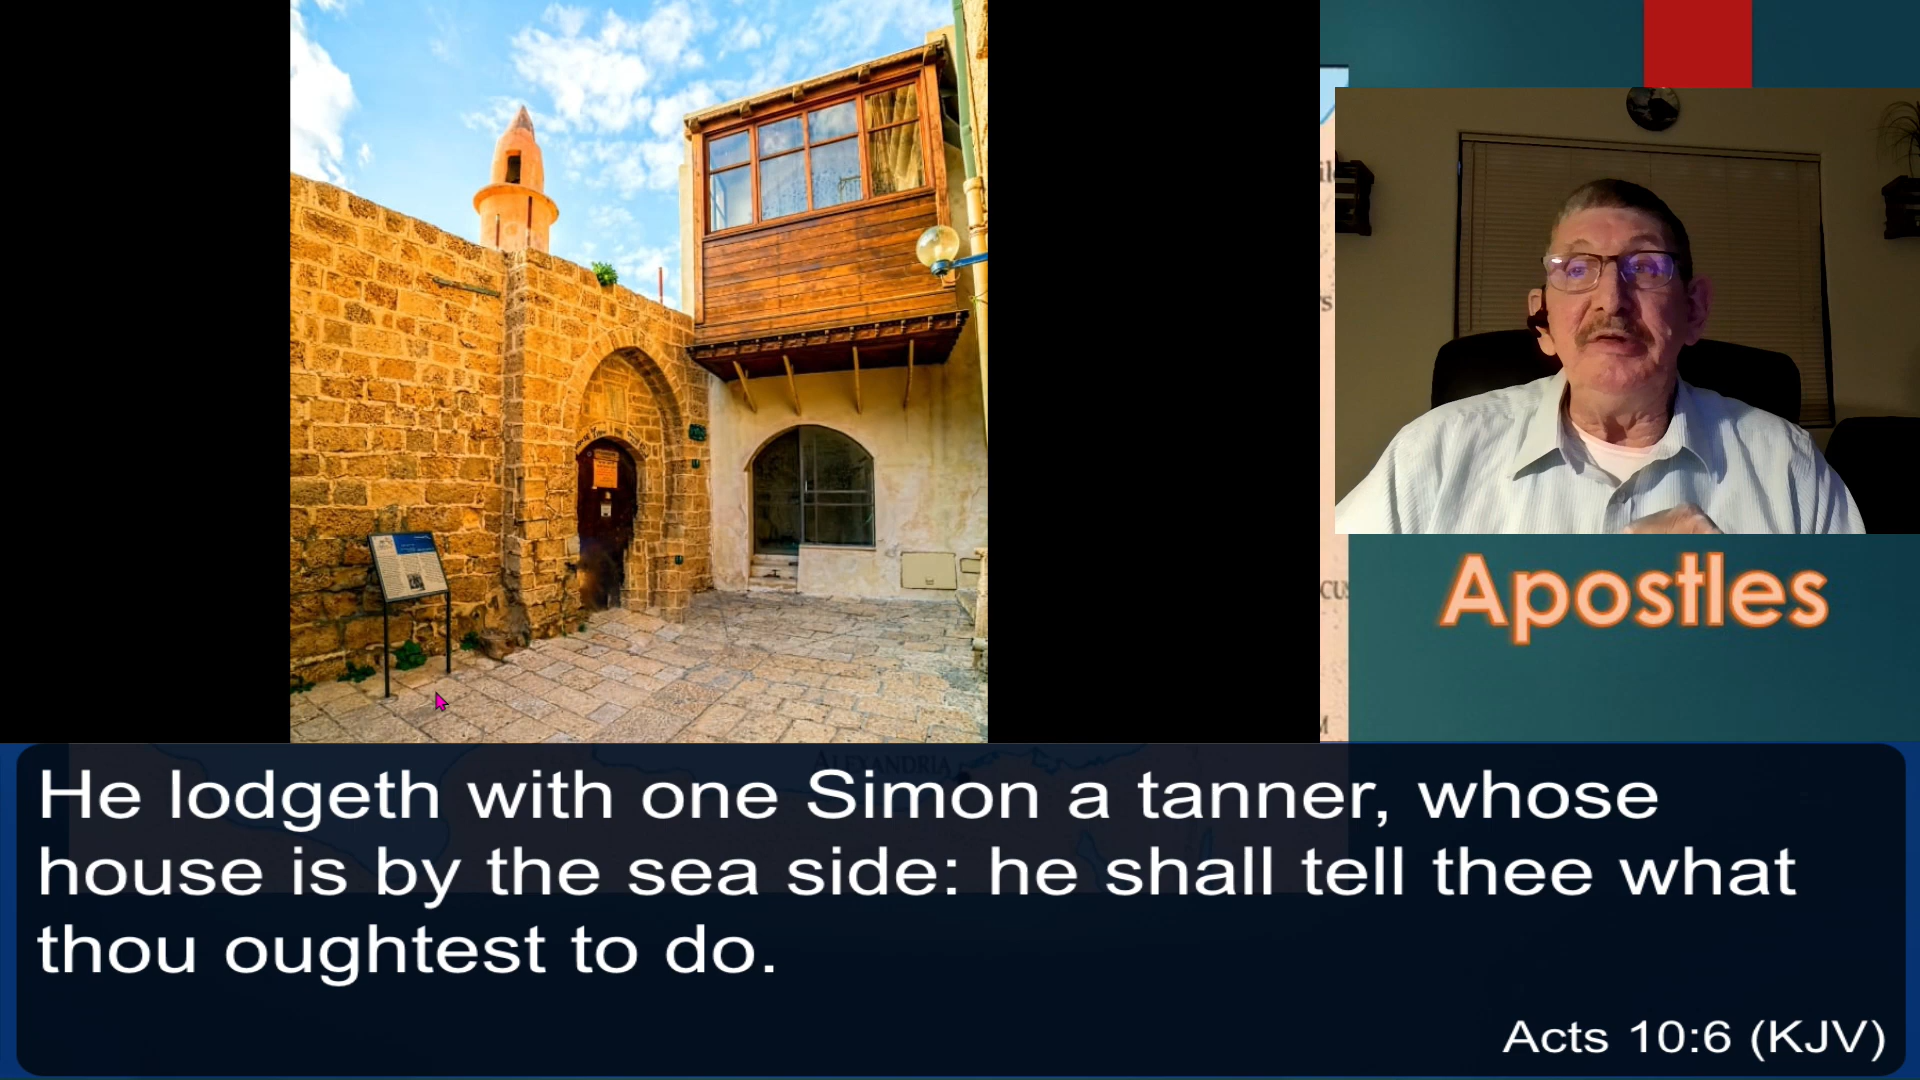 Apostles
ALEXANDRIA
He lodgeth with one Simon a tanner, whose
house is by the sea side: he shall tell thee what
thou oughtest to do.
Acts 10:6 (KJV)